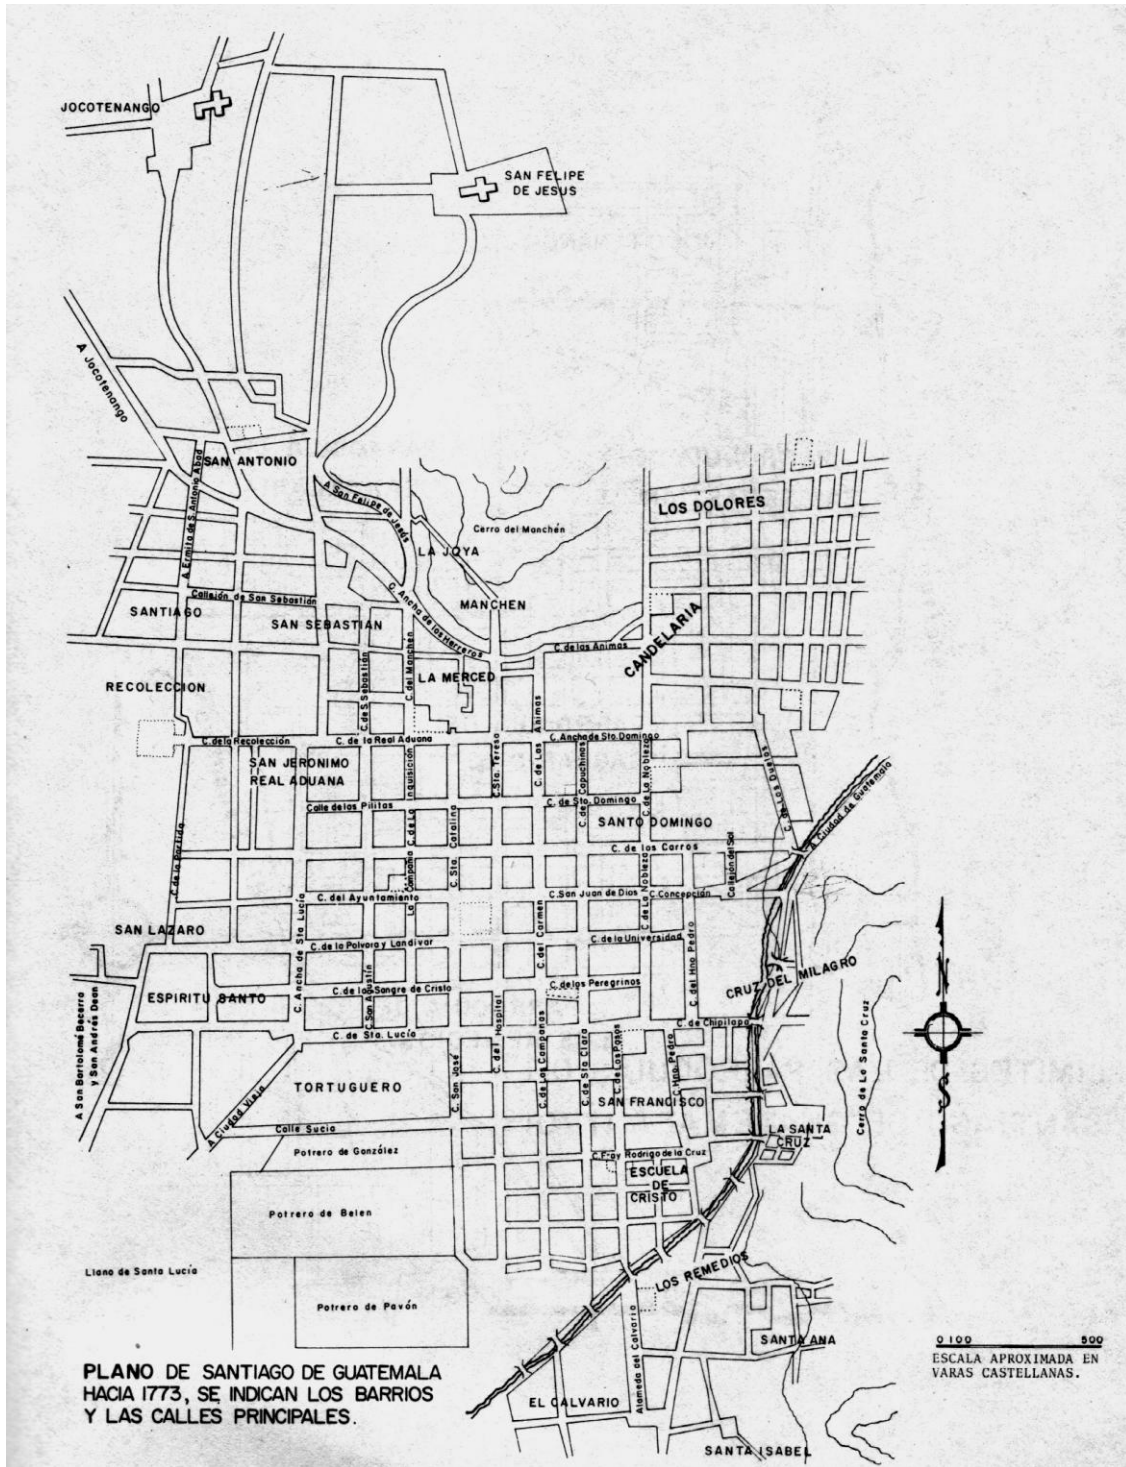 JOCOTENANGO
SAN FELIPE
DE JESUS
A Jocotenango
SAN ANTONIO
A Ermita de S. Antonio Abad
A San Felipe de Jesús
Cerro del Manchén
LOS DOLORES
LA JOYA
MANCHEN
Callejón de San Sebastián
SANTIAGO
SAN SEBASTIAN
C. Ancha de los Herreros
C. de las Animas
CANDELARIA
RECOLECCION
C. de S. Sebastián
C. del Manchen
LA MERCED
C. de Las Animas
C. de la Recolección
C. de la Real Aduana
C. Ancha de Sto. Domingo
SAN JERONIMO
REAL ADUANA
C. de La Inquisición
C. Sta. Teresa
C. de Capuchinas
C. de La Nobleza
C. de Los Duelos
A Ciudad de Guatemala
Calle de las Pilitas
C. de Sto. Domingo
SANTO DOMINGO
C. Sta. Catalina
C. de los Carros
C. de la Partida
La Compañia
C. de La Nobleza
Callejón del Sol
C. del Ayuntamiento
C. San Juan de Dios
C. Concepción
SAN LAZARO
C. Ancha de Sta Lucía
C. de la Polvora y Landivar
C. del Carmen
C. de la Universidad
C. del Hno Pedro
ESPIRITU SANTO
C. de la Sangre de Cristo
C. San Agustín
C. de los Peregrinos
CRUZ DEL MILAGRO
A San Bartolomé Becerra
y San Andrés Dean
C. de Sta. Lucía
C. del Hospital
C. de Chipilapa
Cerro de La Santa Cruz
N
S
TORTUGUERO
C. San José
C. de Los Campanas
C. de Sta Clara
C. de Los Pasos
C. Hno. Pedro
SAN FRANCISCO
A Ciudad Vieja
Calle Sucia
LA SANTA
CRUZ
Potrero de González
C. Fray Rodrigo de la Cruz
ESCUELA
DE
CRISTO
Potrero de Belen
Llano de Santa Lucía
LOS REMEDIOS
Potrero de Pavón
Alameda del Calvario
SANTA ANA
0 100 500
ESCALA APROXIMADA EN
VARAS CASTELLANAS.
PLANO DE SANTIAGO DE GUATEMALA
HACIA 1773, SE INDICAN LOS BARRIOS
Y LAS CALLES PRINCIPALES.
EL CALVARIO
SANTA ISABEL